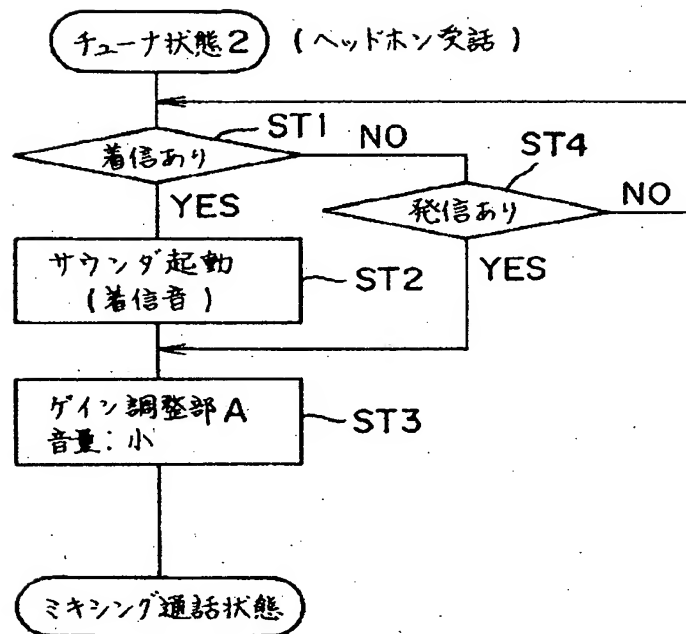 チューナ状態2 (ヘッドホン受話)
ST1
着信あり
NO
ST4
発信あり
NO
YES
サウンダ起動
(着信音)
ST2
YES
ゲイン調整部A
音量:小
ST3
ミキシング通話状態